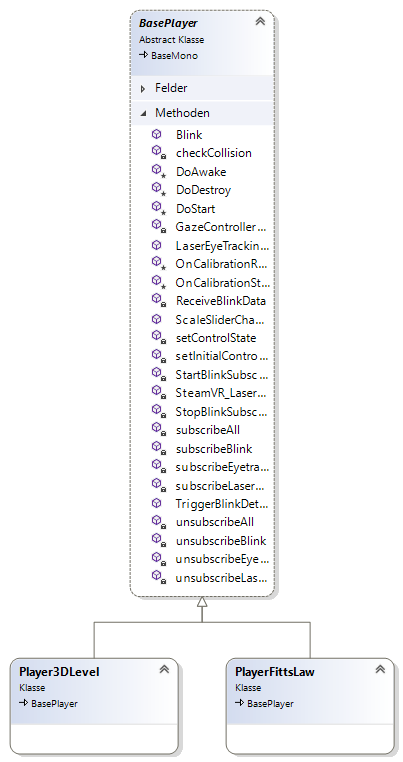 BasePlayer
Abstract Klasse
BaseMono
Felder
Methoden
Blink
checkCollision
DoAwake
DoDestroy
DoStart
GazeController...
LaserEyeTrackin...
OnCalibrationR...
OnCalibrationSt...
ReceiveBlinkData
ScaleSliderCha...
setControlState
setInitialContro...
StartBlinkSubsc...
SteamVR_Laser...
StopBlinkSubsc...
subscribeAll
subscribeBlink
subscribeEyetra...
subscribeLaser...
TriggerBlinkDet...
unsubscribeAll
unsubscribeBlink
unsubscribeEye...
unsubscribeLas...
Player3DLevel
Klasse
BasePlayer
PlayerFittsLaw
Klasse
BasePlayer